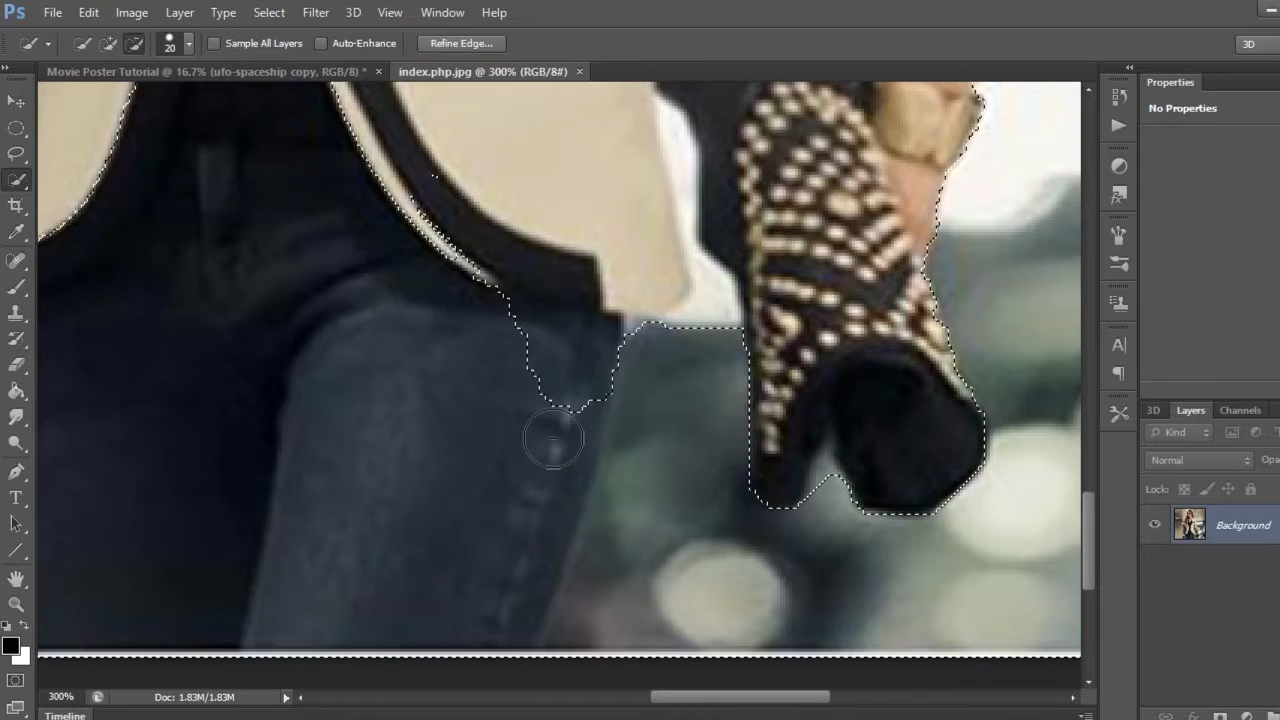 Ps File Edit Image Layer Type Select Filter 3D View Window Help
20 Sample All Layers Auto-Enhance Refine Edge... 3D
Movie Poster Tutorial @ 16.7% (ufo-spaceship copy, RGB/8) * × index.php.jpg @ 300% (RGB/8#) ×
Properties
No Properties
3D Layers Channels
Kind
Normal
Lock:
Background
300% Doc: 1.83M/1.83M
Timeline